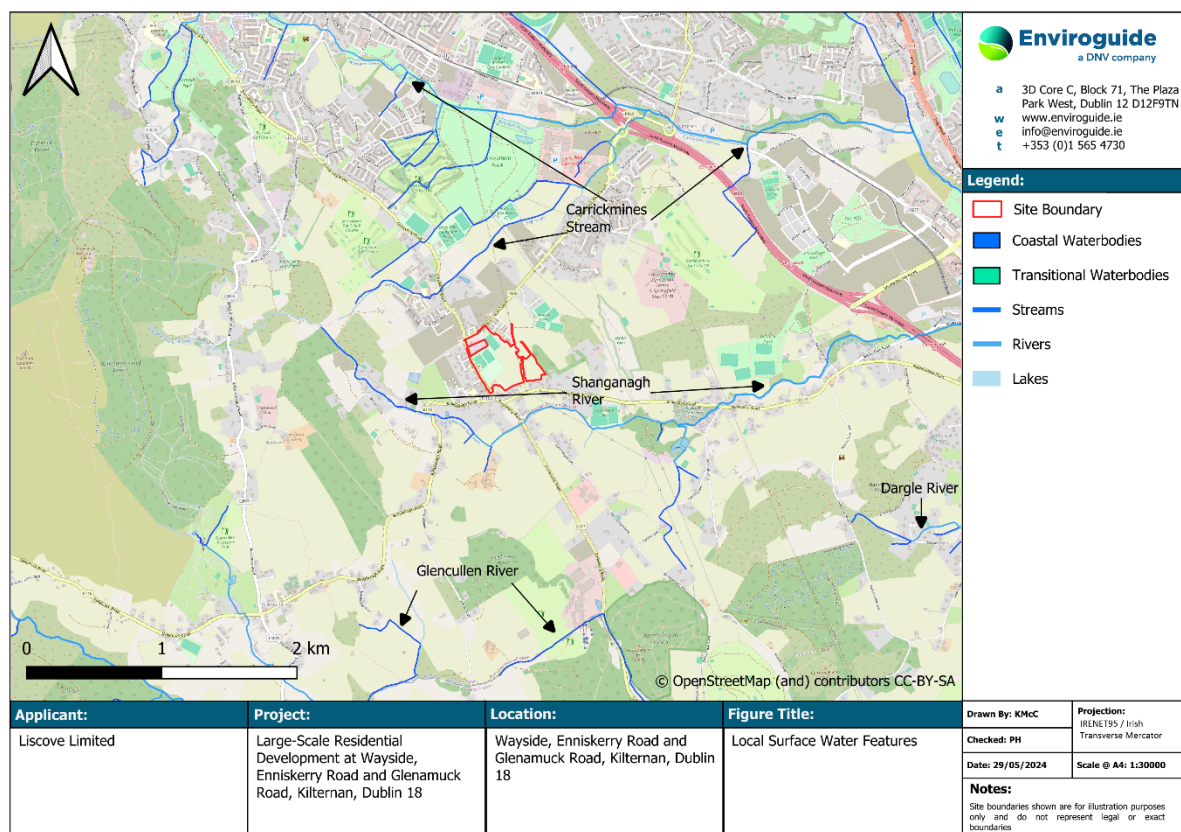 Carrickmines
Stream
Shanganagh
River
Dargle River
Glencullen River
0 1 2 km
© OpenStreetMap (and) contributors CC-BY-SA
Enviroguide
a DNV company
a 3D Core C, Block 71, The Plaza
Park West, Dublin 12 D12F9TN
w www.enviroguide.ie
e info@enviroguide.ie
t +353 (0)1 565 4730
Legend:
Site Boundary
Coastal Waterbodies
Transitional Waterbodies
Streams
Rivers
Lakes
Applicant:
Liscove Limited
Project:
Large-Scale Residential
Development at Wayside,
Enniskerry Road and Glenamuck
Road, Kilternan, Dublin 18
Location:
Wayside, Enniskerry Road and
Glenamuck Road, Kilternan, Dublin
18
Figure Title:
Local Surface Water Features
Drawn By: KMcC
Checked: PH
Date: 29/05/2024
Projection:
IRENET95 / Irish
Transverse Mercator
Scale @ A4: 1:30000
Notes:
Site boundaries shown are for illustration purposes
only and do not represent legal or exact
boundaries